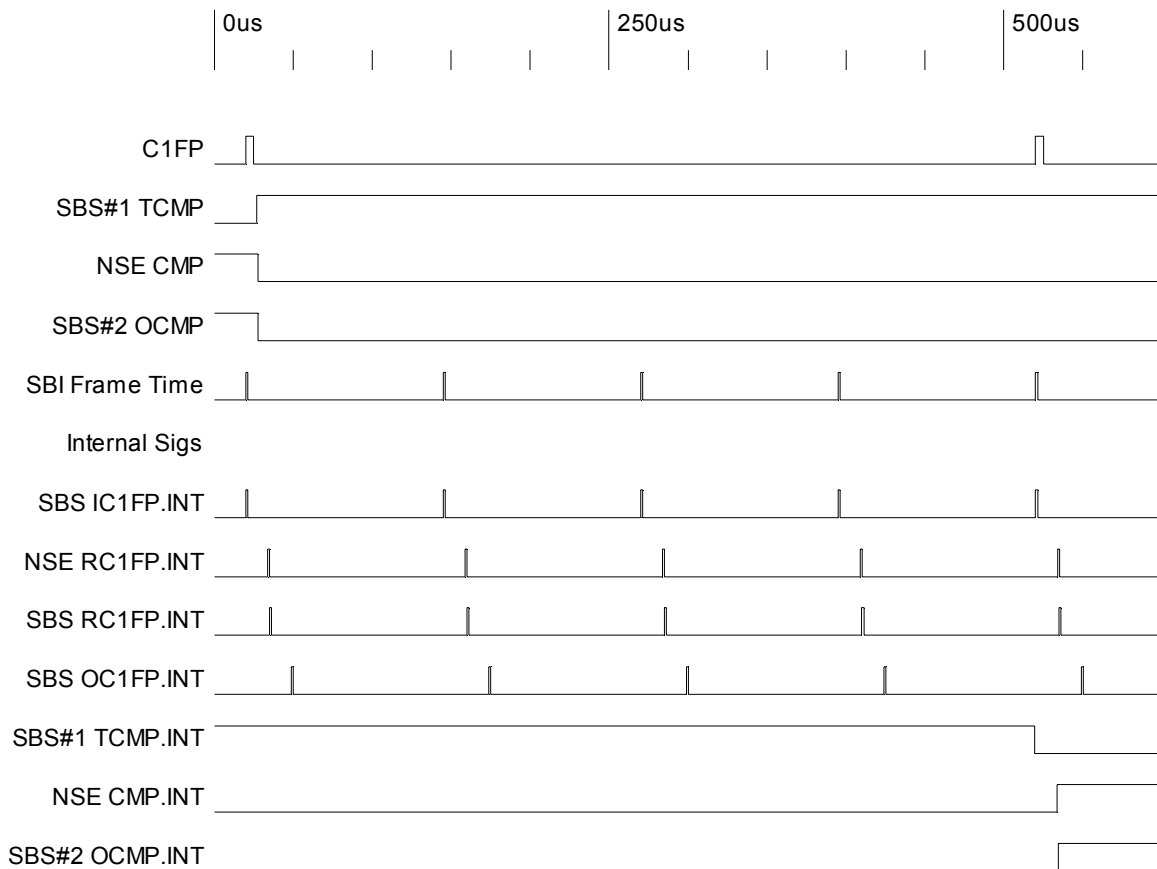 0us 250us 500us
C1FP
SBS#1 TCMP
NSE CMP
SBS#2 OCMP
SBI Frame Time
Internal Sigs
SBS IC1FP.INT
NSE RC1FP.INT
SBS RC1FP.INT
SBS OC1FP.INT
SBS#1 TCMP.INT
NSE CMP.INT
SBS#2 OCMP.INT